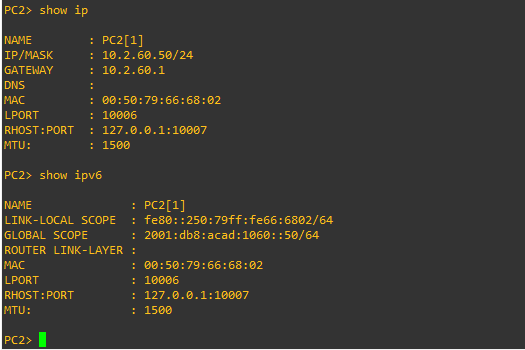 PC2> show ip
NAME        : PC2[1]
IP/MASK     : 10.2.60.50/24
GATEWAY     : 10.2.60.1
DNS         :
MAC         : 00:50:79:66:68:02
LPORT       : 10006
RHOST:PORT  : 127.0.0.1:10007
MTU:        : 1500
PC2> show ipv6
NAME              : PC2[1]
LINK-LOCAL SCOPE  : fe80::250:79ff:fe66:6802/64
GLOBAL SCOPE      : 2001:db8:acad:1060::50/64
ROUTER LINK-LAYER :
MAC               : 00:50:79:66:68:02
LPORT             : 10006
RHOST:PORT        : 127.0.0.1:10007
MTU:              : 1500
PC2>